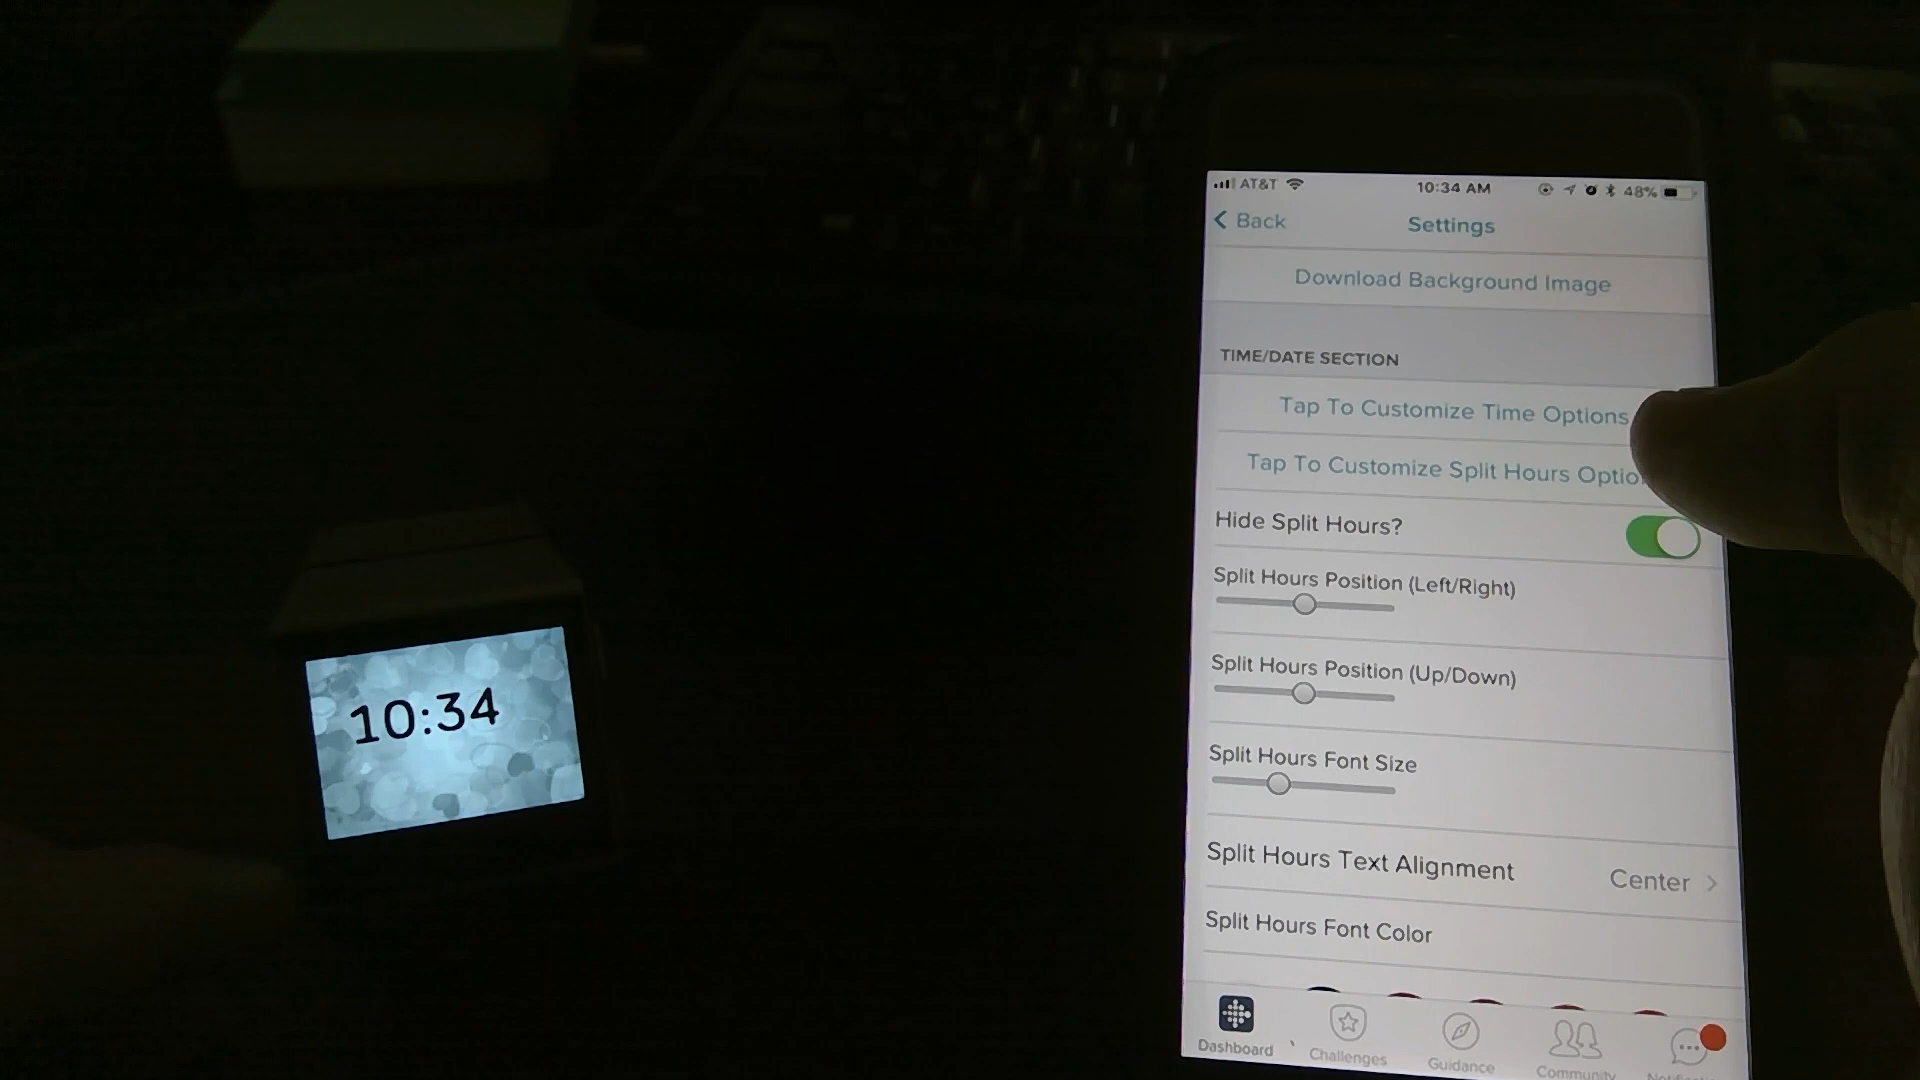 AT&T 10:34 AM 48%
Back Settings
Download Background Image
TIME/DATE SECTION
Tap To Customize Time Options
Tap To Customize Split Hours
Hide Split Hours?
Split Hours Position (Left/Right)
Split Hours Position (Up/Down)
Split Hours Font Size
Split Hours Text Alignment Center
Split Hours Font Color
Dashboard Challenges Guidance Community
10:34